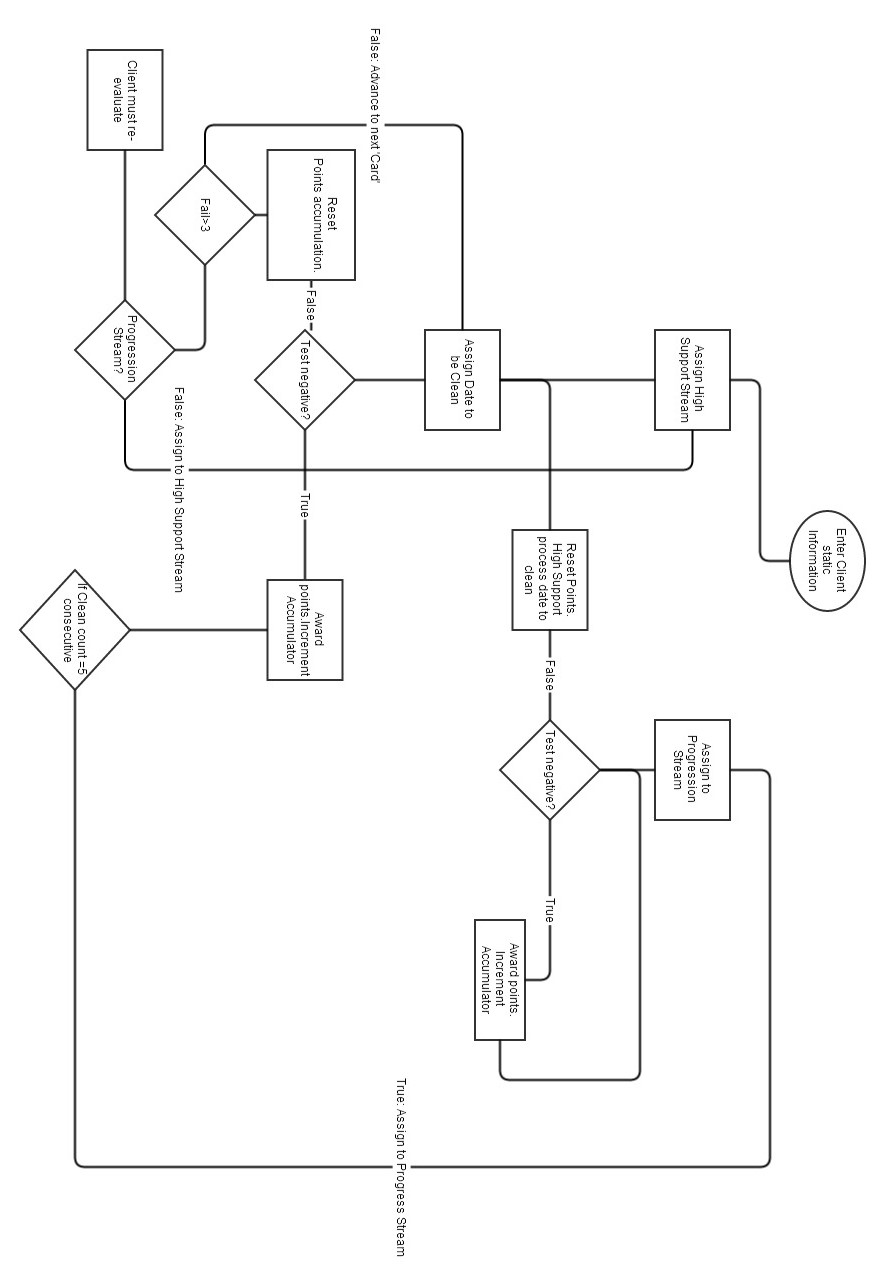 Enter Client
static
Information
Assign High
Support Stream
Assign to
Progression
Stream
Reset Points.
High Support
process date to
clean
False
Test negative?
True
Award points.
Increment
Accumulator
Assign Date to
be Clean
False: Advance to next 'Card'
Reset
Points accumulation.
False
Test negative?
True
Award
points.Increment
Accumulator
True: Assign to Progress Stream
Fail>3
False: Assign to High Support Stream
Client must re-
evaluate
Progression
Stream?
If Clean count =5
consecutive